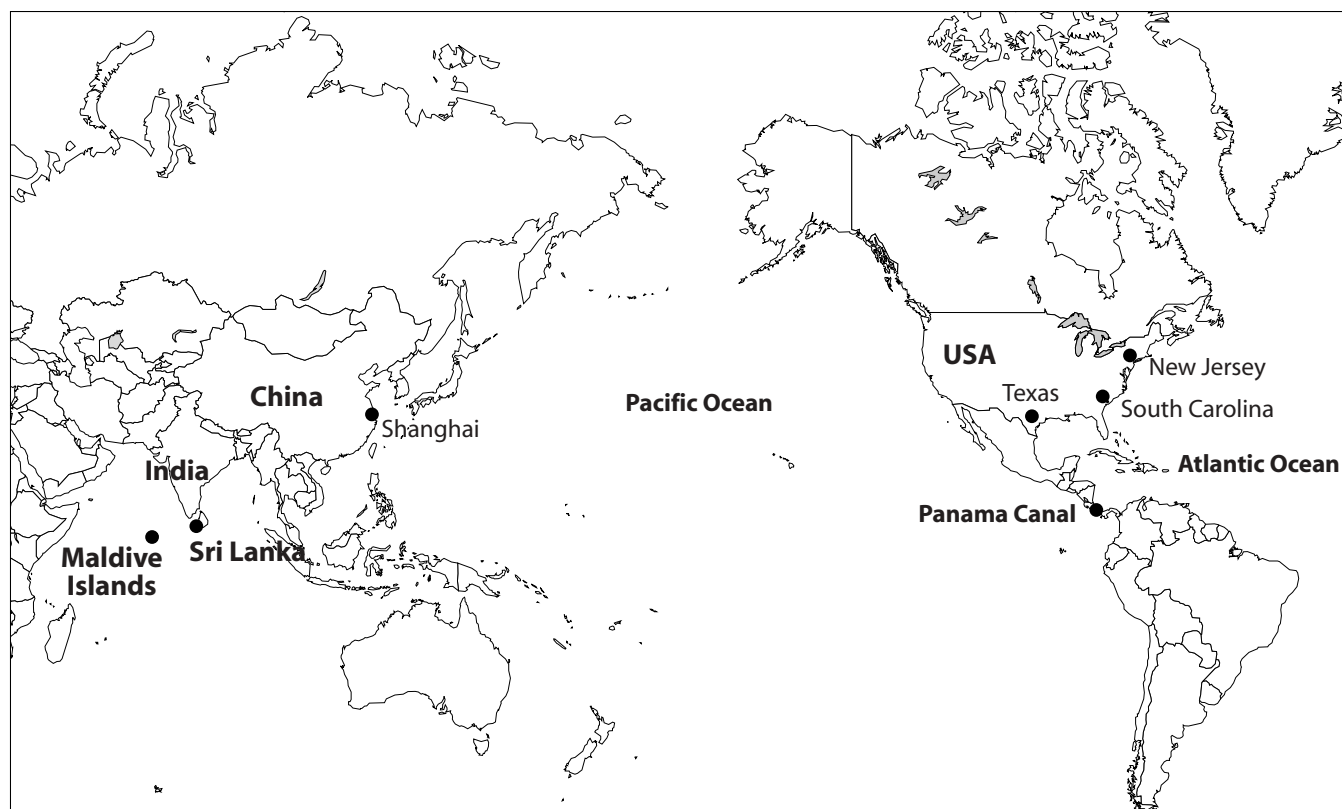 USA
New Jersey
China
Texas
Pacific Ocean
South Carolina
Shanghai
India
Atlantic Ocean
Panama Canal
Sri Lanka
Maldive
Islands